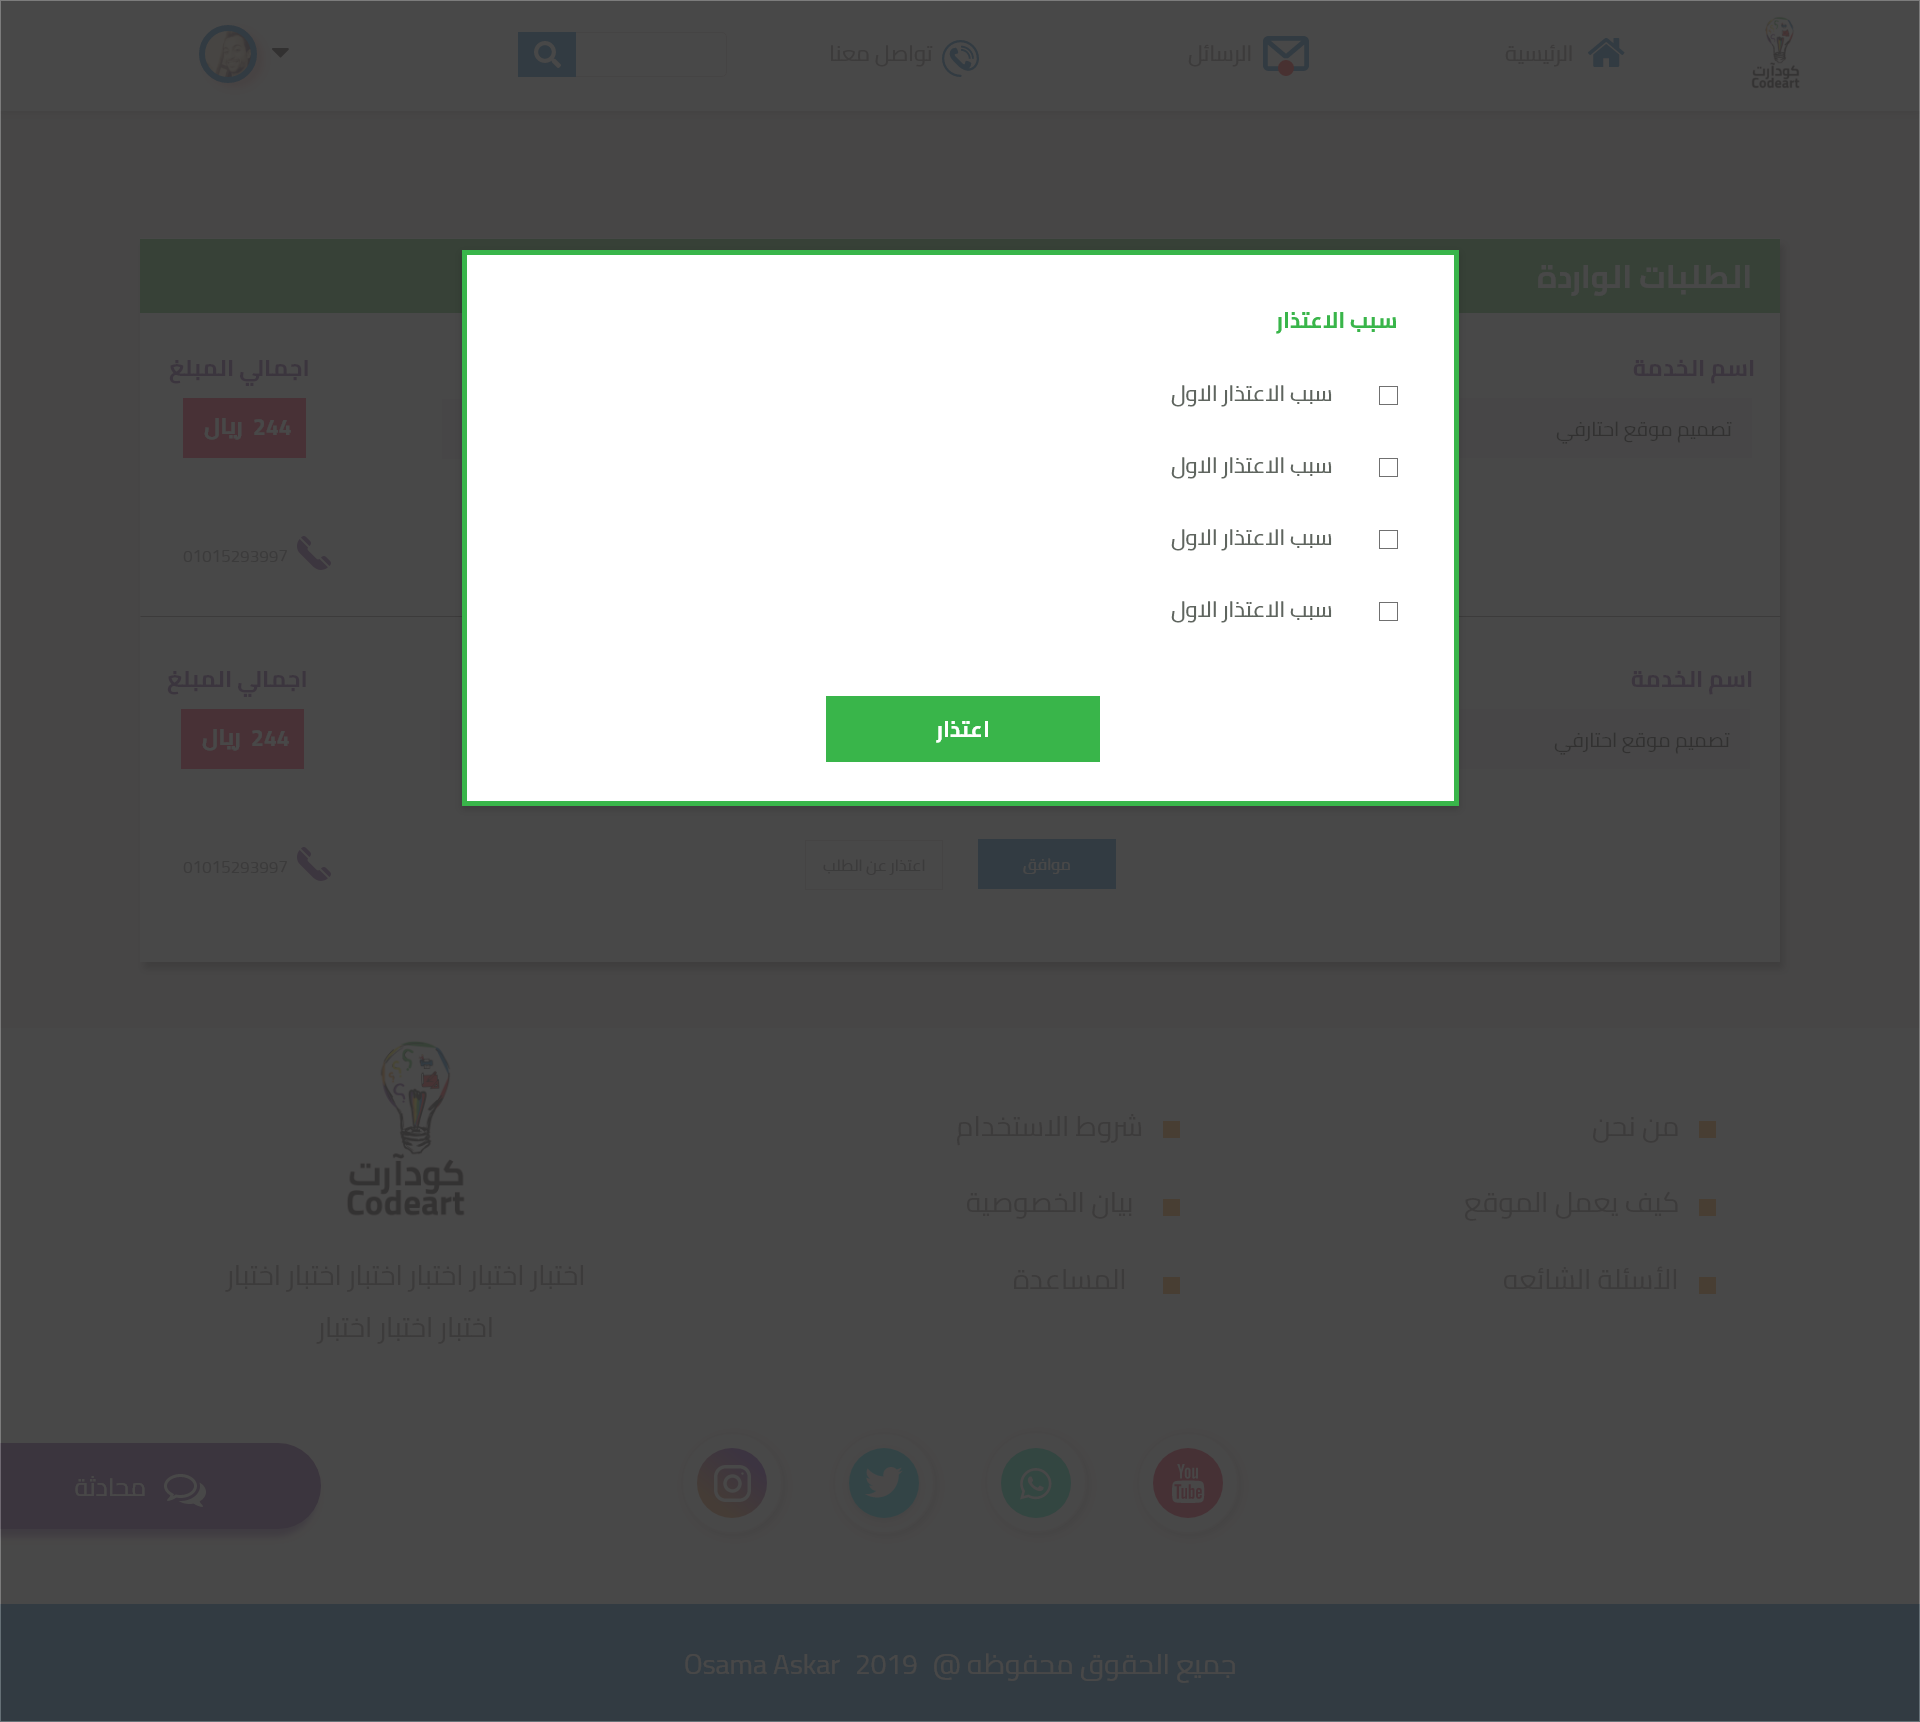 كودآرت
Codeart
الرئيسية
الرسائل
تواصل معنا
الطلبات الواردة
اسم الخدمة
اجمالي المبلغ
تصميم موقع احتارفي
244 ريال
01015293997
سبب الاعتذار
سبب الاعتذار الاول
سبب الاعتذار الاول
سبب الاعتذار الاول
سبب الاعتذار الاول
اعتذار
اسم الخدمة
اجمالي المبلغ
تصميم موقع احتارفي
244 ريال
موافق
اعتذار عن الطلب
01015293997
من نحن
كيف يعمل الموقع
الأسئلة الشائعه
شروط الاستخدام
بيان الخصوصية
المساعدة
كودآرت
Codeart
اختبار اختبار اختبار اختبار اختبار اختبار
اختبار اختبار اختبار
You
Tube
محادثة
جميع الحقوق محفوظه @ 2019 Osama Askar